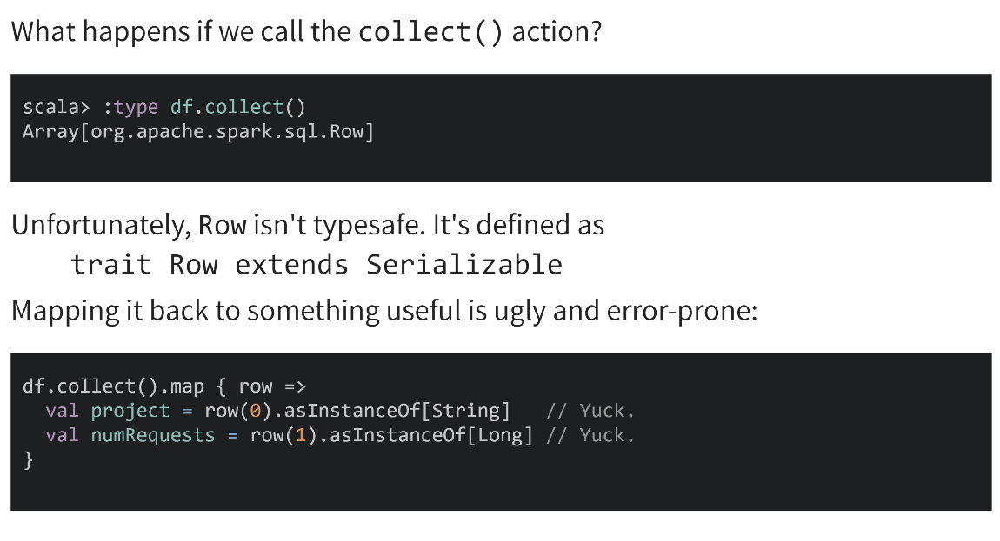 What happens if we call the collect() action?
scala> :type df.collect()
Array[org.apache.spark.sql.Row]
Unfortunately, Row isn't typesafe. It's defined as
trait Row extends Serializable
Mapping it back to something useful is ugly and error-prone:
df.collect().map { row =>
  val project = row(0).asInstanceOf[String]   // Yuck.
  val numRequests = row(1).asInstanceOf[Long] // Yuck.
}